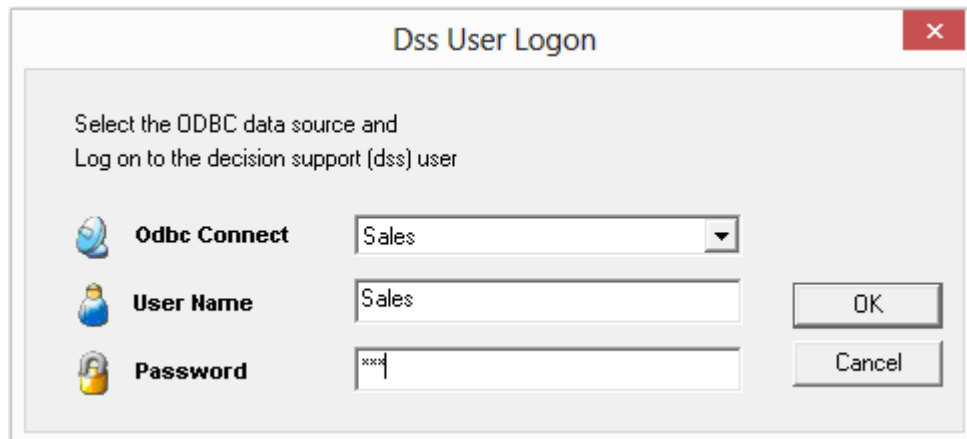 Dss User Logon
Select the ODBC data source and
Log on to the decision support (dss) user
Odbc Connect
Sales
User Name
Sales
OK
Password
***
Cancel